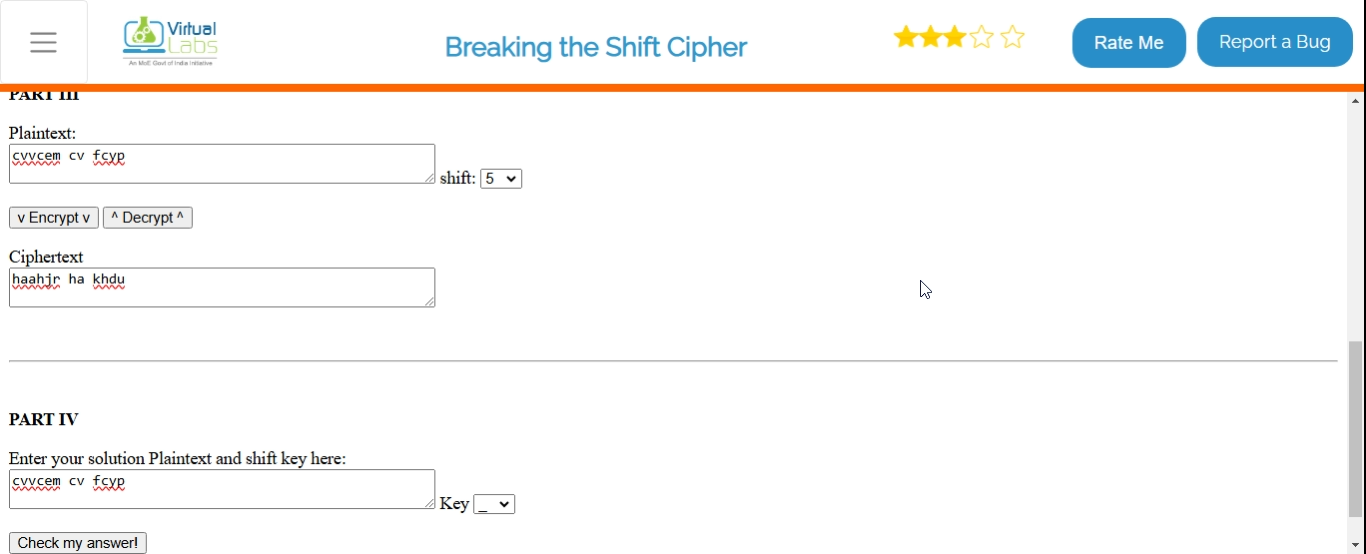 Virtual
Labs
An MoE Govt of India Initiative
Breaking the Shift Cipher
Rate Me
Report a Bug
PART III
Plaintext:
cvvcem cv fcyp
shift: 5
v Encrypt v
^ Decrypt ^
Ciphertext
haahjr ha khdu
PART IV
Enter your solution Plaintext and shift key here:
cvvcem cv fcyp
Key _
Check my answer!